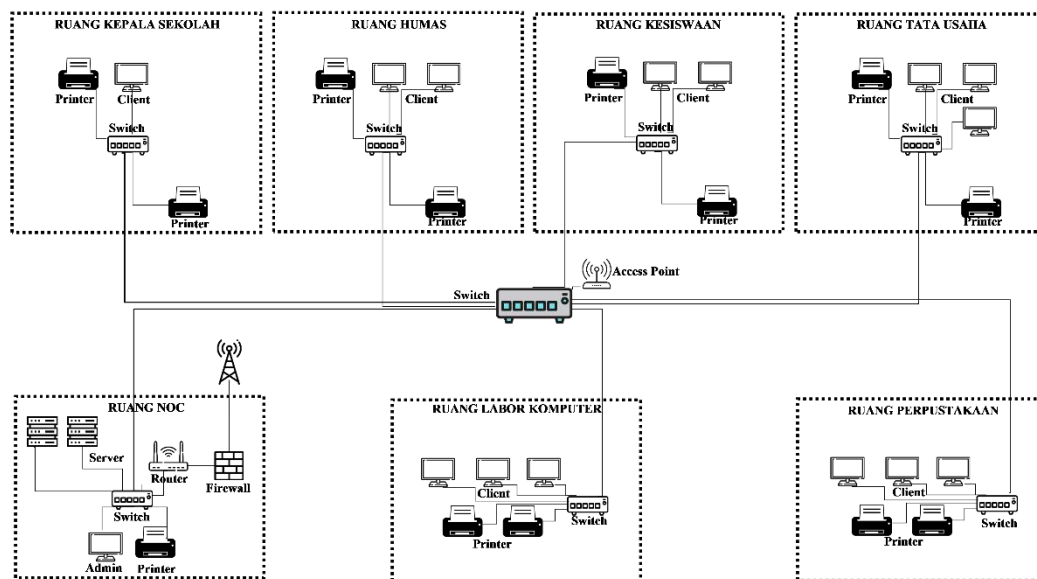 RUANG KEPALA SEKOLAH
Printer
Client
Switch
Printer
RUANG HUMAS
Printer
Client
Switch
Printer
RUANG KESISWAAN
Printer
Client
Switch
Printer
RUANG TATA USAHA
Printer
Client
Switch
Printer
Switch
Access Point
RUANG NOC
Server
Router
Firewall
Switch
Admin
Printer
RUANG LABOR KOMPUTER
Client
Switch
Printer
RUANG PERPUSTAKAAN
Client
Switch
Printer